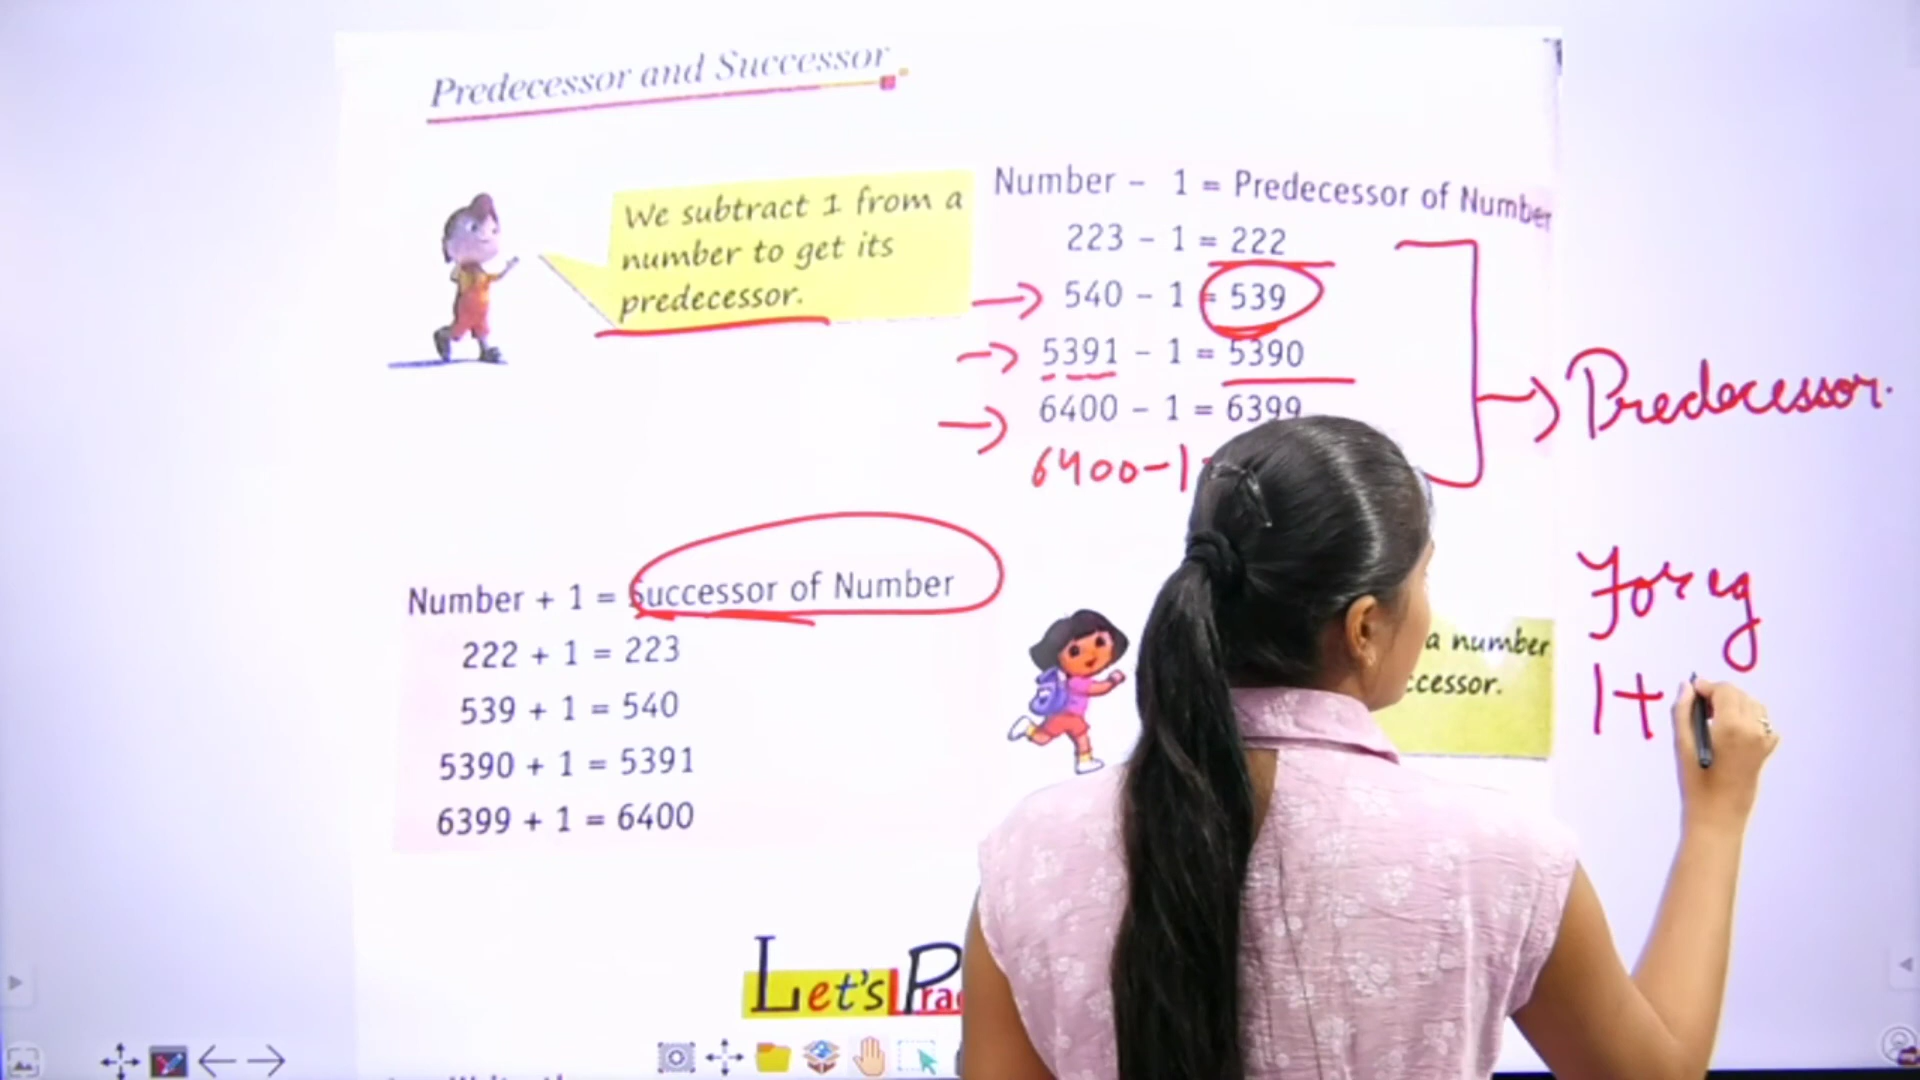 Predecessor and Successor
We subtract 1 from a
number to get its
predecessor.
Number - 1 = Predecessor of Number
223 - 1 = 222
540 - 1 = 539
5391 - 1 = 5390
6400 - 1 = 6399
6400-1
Predecessor.
Number + 1 = Successor of Number
222 + 1 = 223
539 + 1 = 540
5390 + 1 = 5391
6399 + 1 = 6400
a number
For eg
1+
Let's